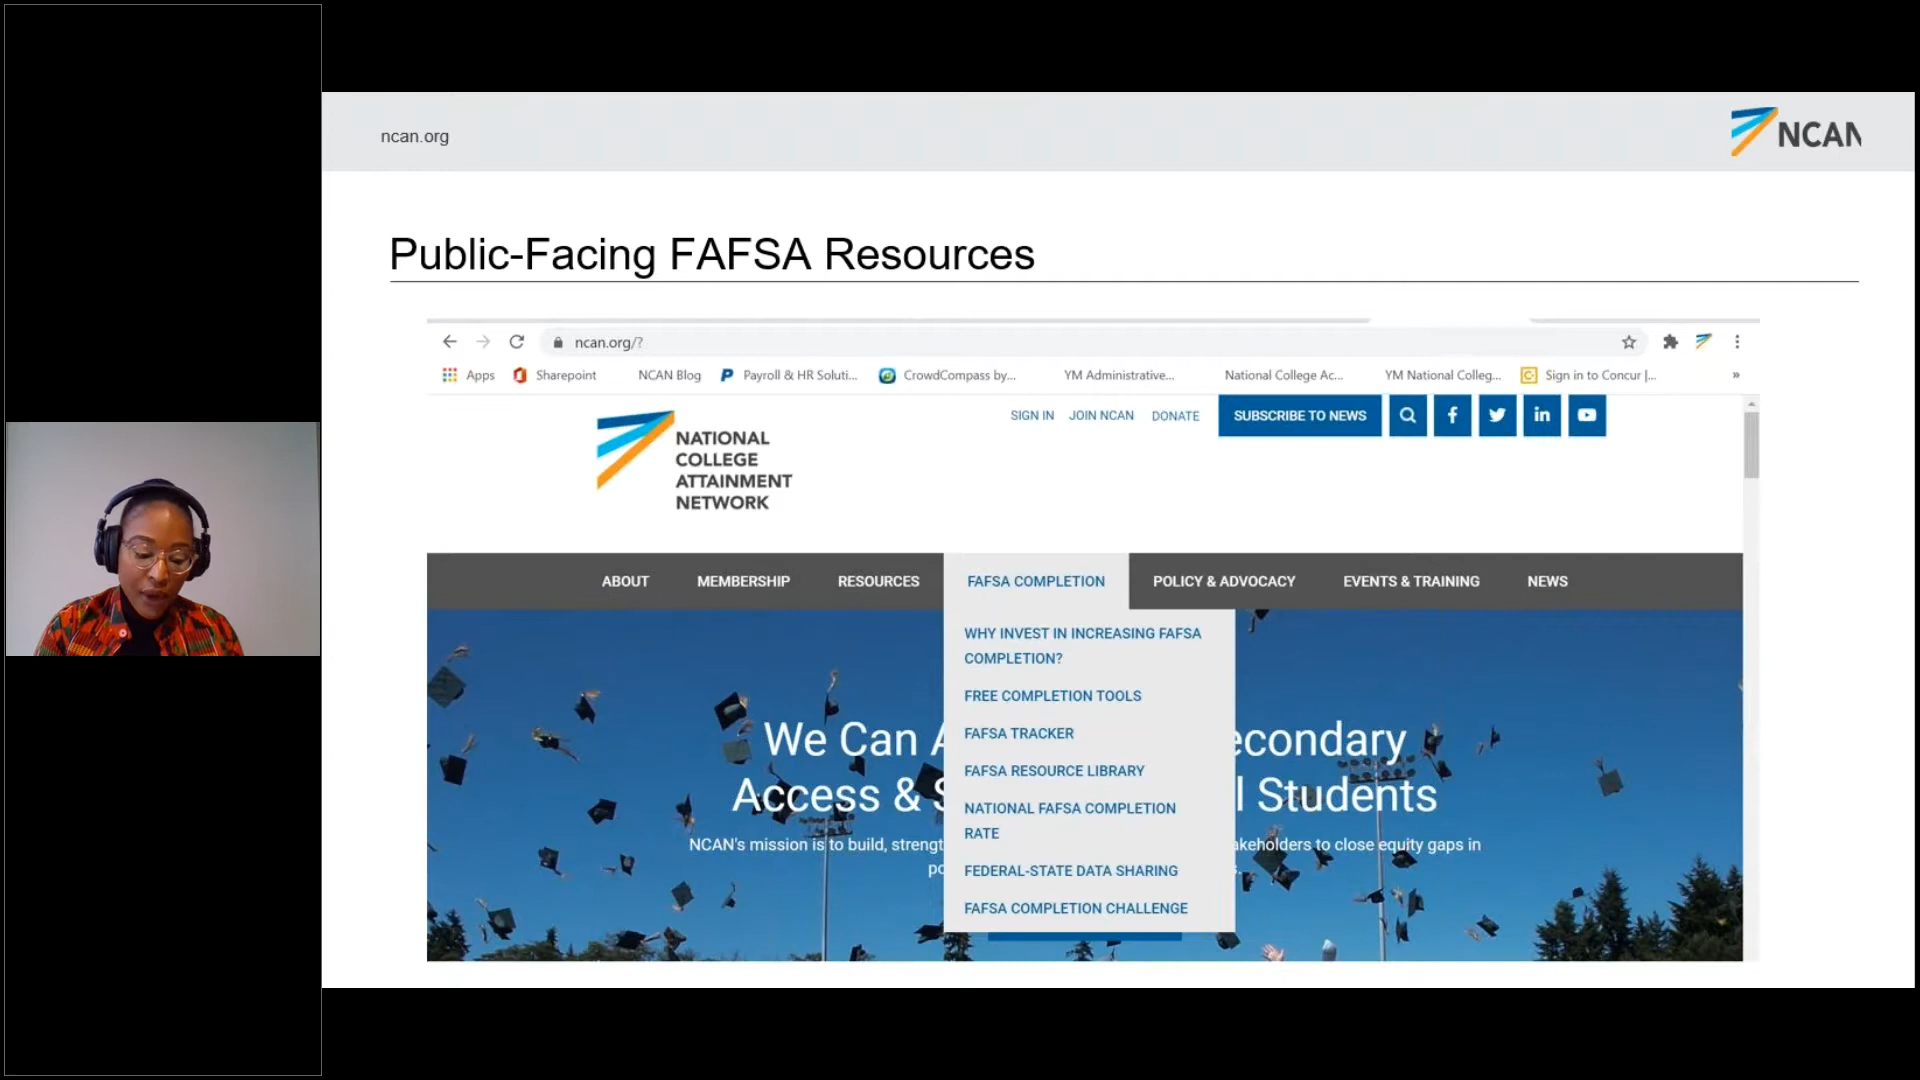 ncan.org
NCAN
Public-Facing FAFSA Resources
ncan.org/?
Apps Sharepoint NCAN Blog Payroll & HR Soluti... CrowdCompass by... YM Administrative... National College Ac... YM National Colleg... Sign in to Concur |... »
SIGN IN JOIN NCAN DONATE SUBSCRIBE TO NEWS
NATIONAL
COLLEGE
ATTAINMENT
NETWORK
ABOUT MEMBERSHIP RESOURCES FAFSA COMPLETION POLICY & ADVOCACY EVENTS & TRAINING NEWS
WHY INVEST IN INCREASING FAFSA
COMPLETION?
FREE COMPLETION TOOLS
FAFSA TRACKER
FAFSA RESOURCE LIBRARY
NATIONAL FAFSA COMPLETION
RATE
FEDERAL-STATE DATA SHARING
FAFSA COMPLETION CHALLENGE
We Can A econdary
Access & S l Students
NCAN's mission is to build, strengt akeholders to close equity gaps in
po s.